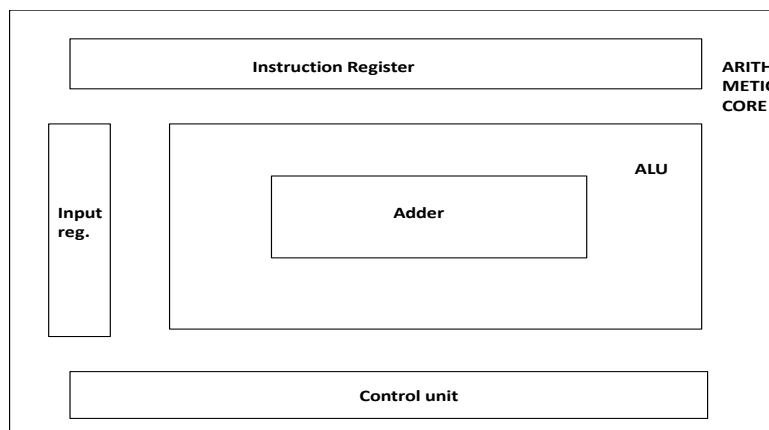 Instruction Register
ARITH
METIC
CORE
ALU
Input
reg.
Adder
Control unit